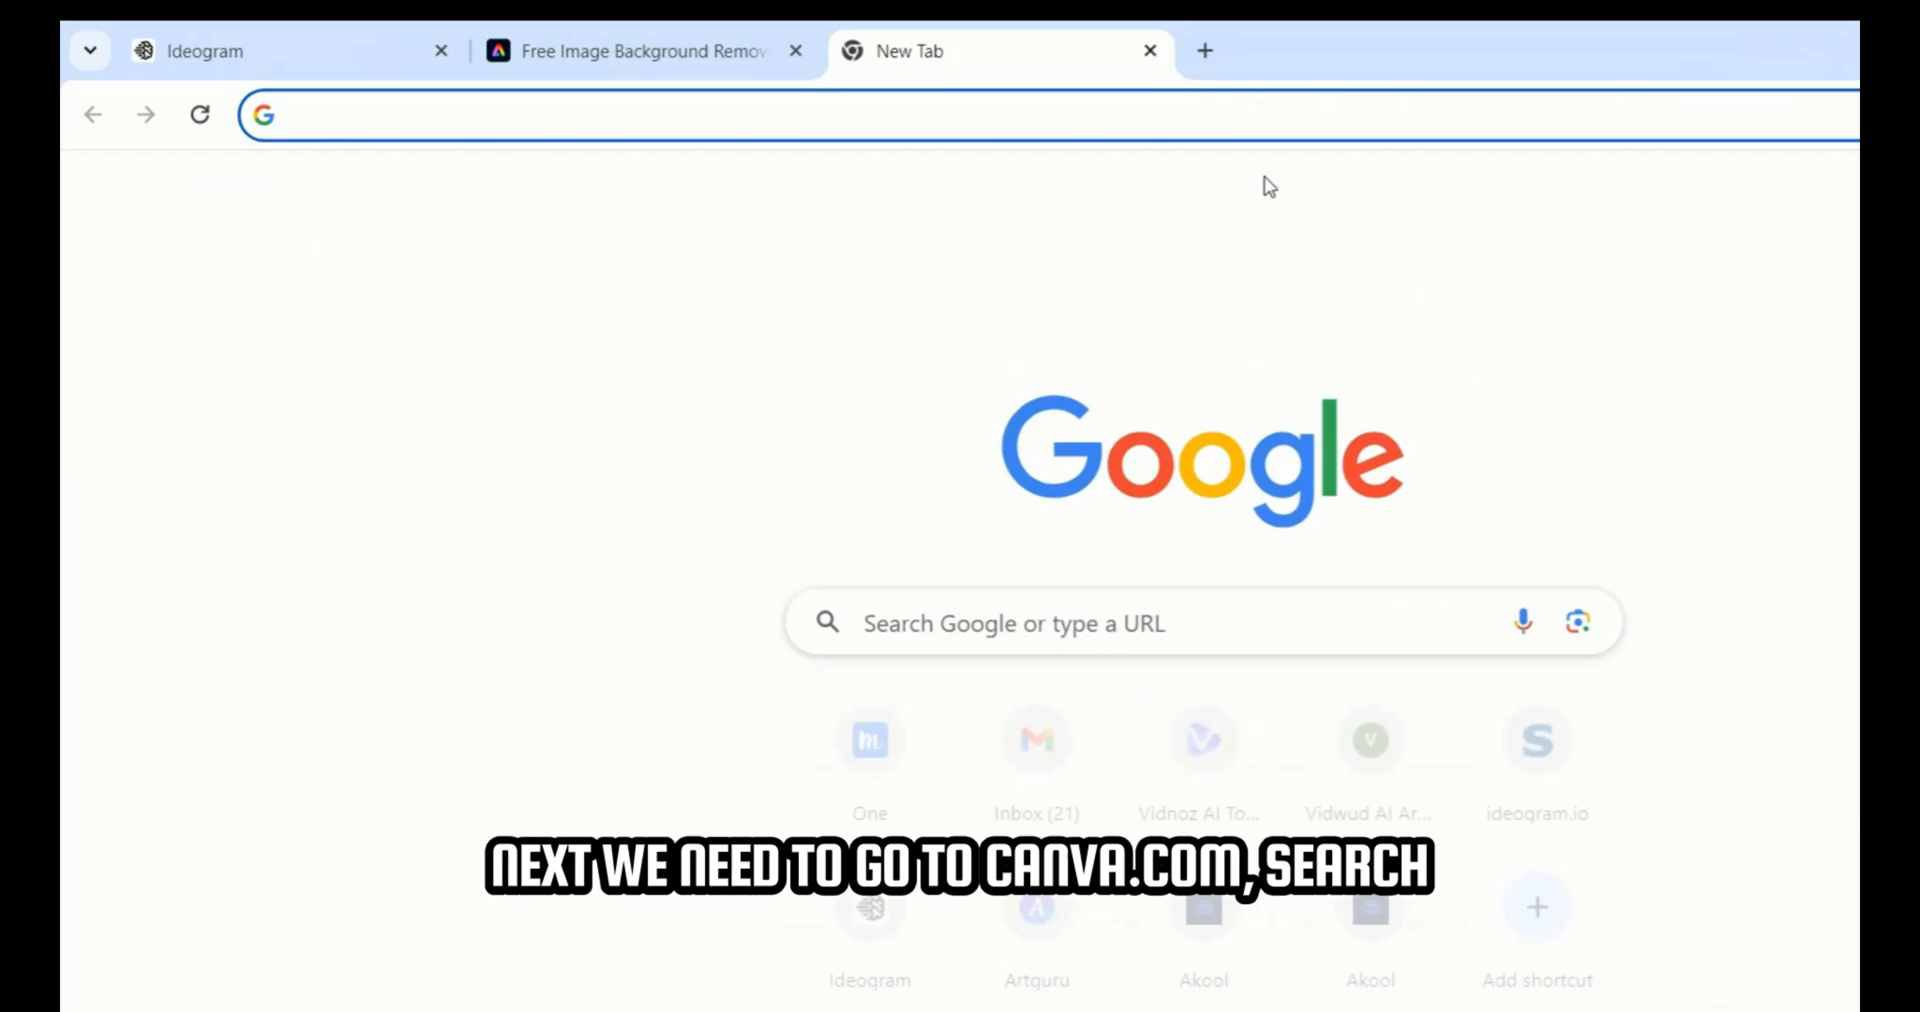 Ideogram
Free Image Background Remov
New Tab
G
Google
Search Google or type a URL
m
V
S
One
Inbox (21)
Vidnoz AI To...
Vidwud AI Ar...
ideogram.io
NEXT WE NEED TO GO TO CANVA.COM, SEARCH
A
Ideogram
Artguru
Akool
Akool
Add shortcut